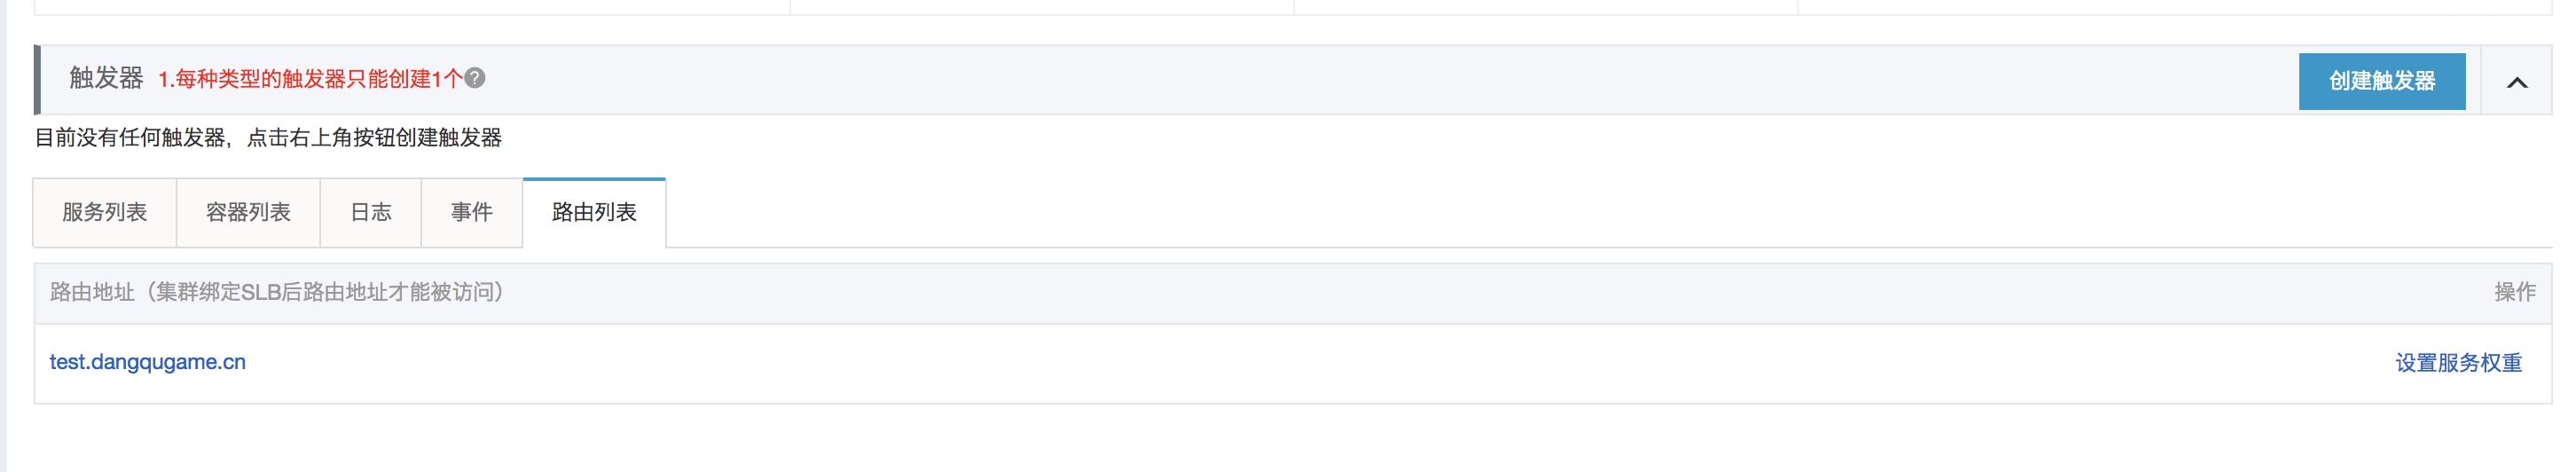 触发器 1.每种类型的触发器只能创建1个? 创建触发器
目前没有任何触发器，点击右上角按钮创建触发器
服务列表 容器列表 日志 事件 路由列表
路由地址（集群绑定SLB后路由地址才能被访问） 操作
test.dangqugame.cn 设置服务权重